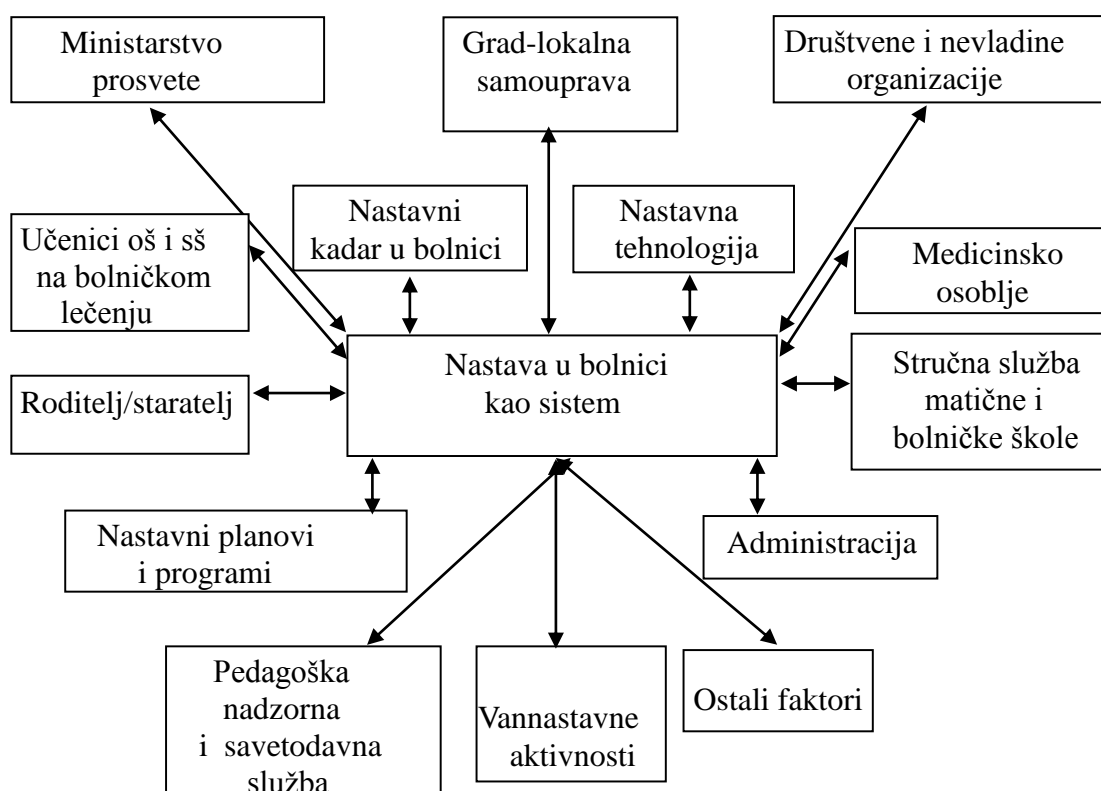 Ministarstvo
prosvete
Grad-lokalna
samouprava
Društvene i nevladine
organizacije
Nastavni
kadar u bolnici
Nastavna
tehnologija
Učenici oš i sš
na bolničkom
lečenju
Medicinsko
osoblje
Nastava u bolnici
kao sistem
Roditelj/staratelj
Stručna služba
matične i
bolničke škole
Nastavni planovi
i programi
Administracija
Pedagoška
nadzorna
i savetodavna
služba
Vannastavne
aktivnosti
Ostali faktori